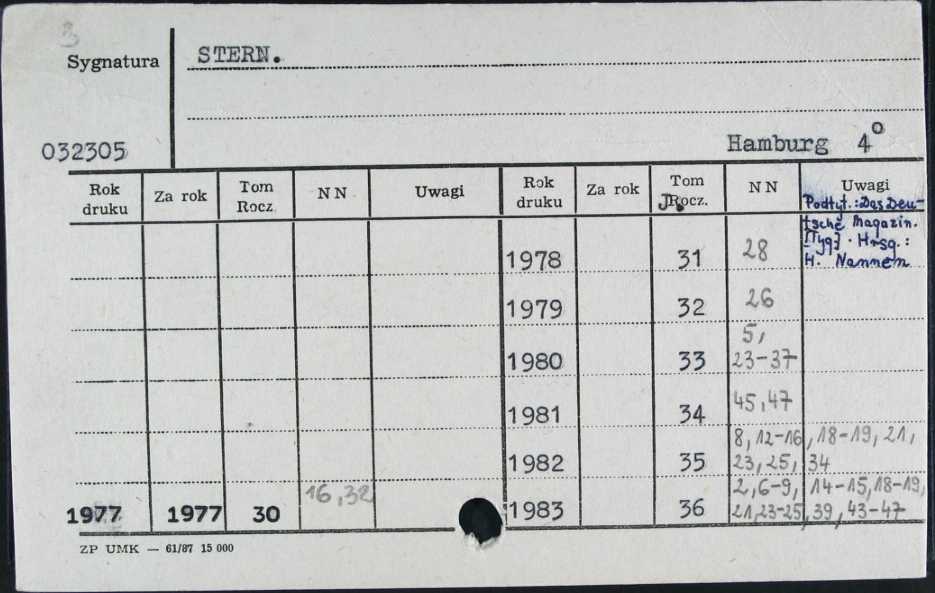 3
Sygnatura STERN.
032305 Hamburg 4⁰
Rok druku Za rok Tom Rocz. NN Uwagi Rok druku Za rok Tom J. Rocz. NN Uwagi
Podtyt.: Das Deu-
tsche Magazin.
[Tyg]. Hrsg.:
H. Nannen
1978 31 28
1979 32 26
1980 33 5,
23-37
1981 34 45,47
1982 35 8,12-16,18-19,21,
23,25,34
1977 1977 30 16,32 1983 36 2,6-9, 14-15,18-19,
21,23-25,39,43-47
ZP UMK — 61/87 15 000